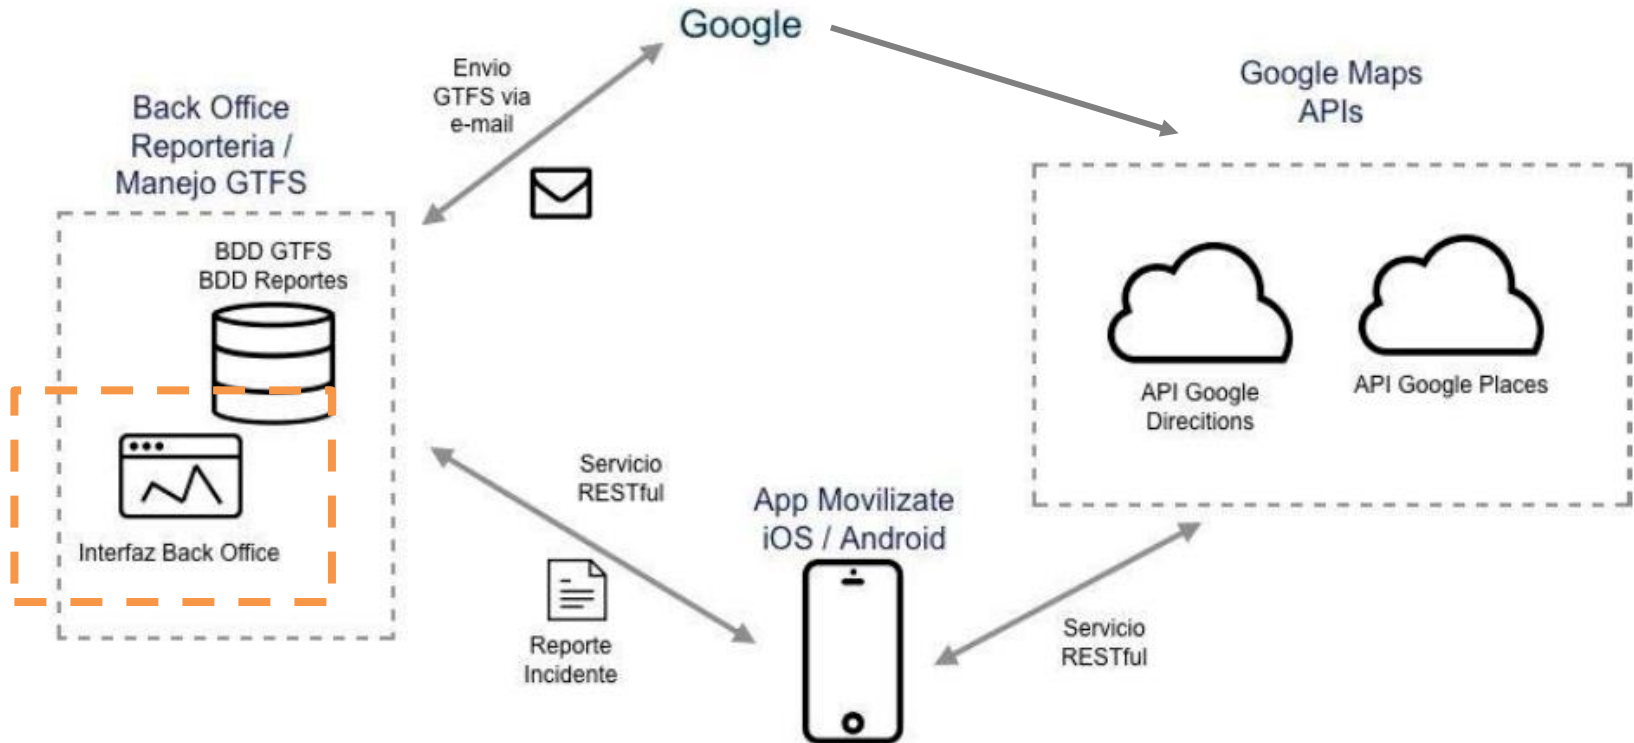 Google
Envio
GTFS via
e-mail
Google Maps
APIs
Back Office
Reporteria /
Manejo GTFS
BDD GTFS
BDD Reportes
Interfaz Back Office
API Google
Direcitions
API Google Places
Servicio
RESTful
App Movilizate
iOS / Android
Reporte
Incidente
Servicio
RESTful